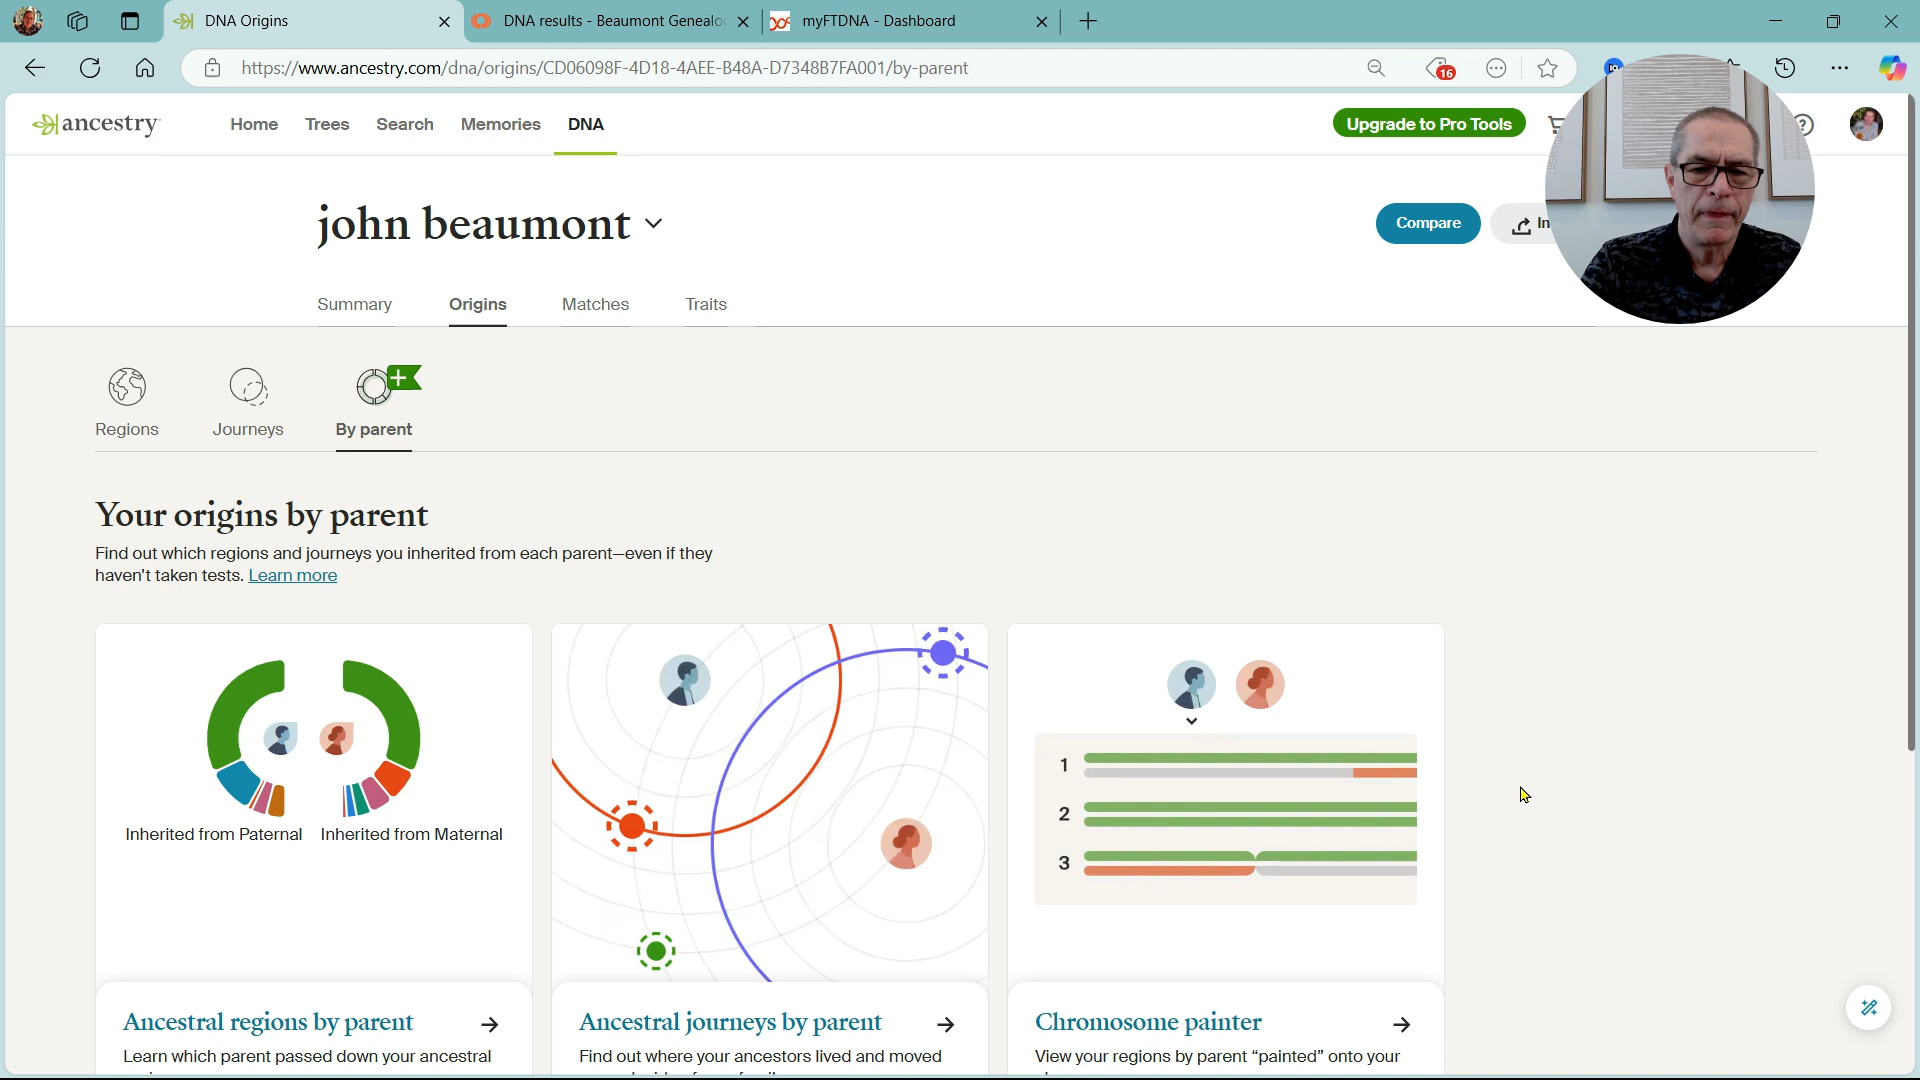 DNA Origins
DNA results - Beaumont Genealo
myFTDNA - Dashboard
https://www.ancestry.com/dna/origins/CD06098F-4D18-4AEE-B48A-D7348B7FA001/by-parent
16
ancestry
Home
Trees
Search
Memories
DNA
Upgrade to Pro Tools
john beaumont
Compare
In
Summary
Origins
Matches
Traits
Regions
Journeys
By parent
Your origins by parent
Find out which regions and journeys you inherited from each parent—even if they
haven't taken tests. Learn more
Inherited from Paternal
Inherited from Maternal
1
2
3
Ancestral regions by parent
Learn which parent passed down your ancestral
Ancestral journeys by parent
Find out where your ancestors lived and moved
Chromosome painter
View your regions by parent “painted” onto your